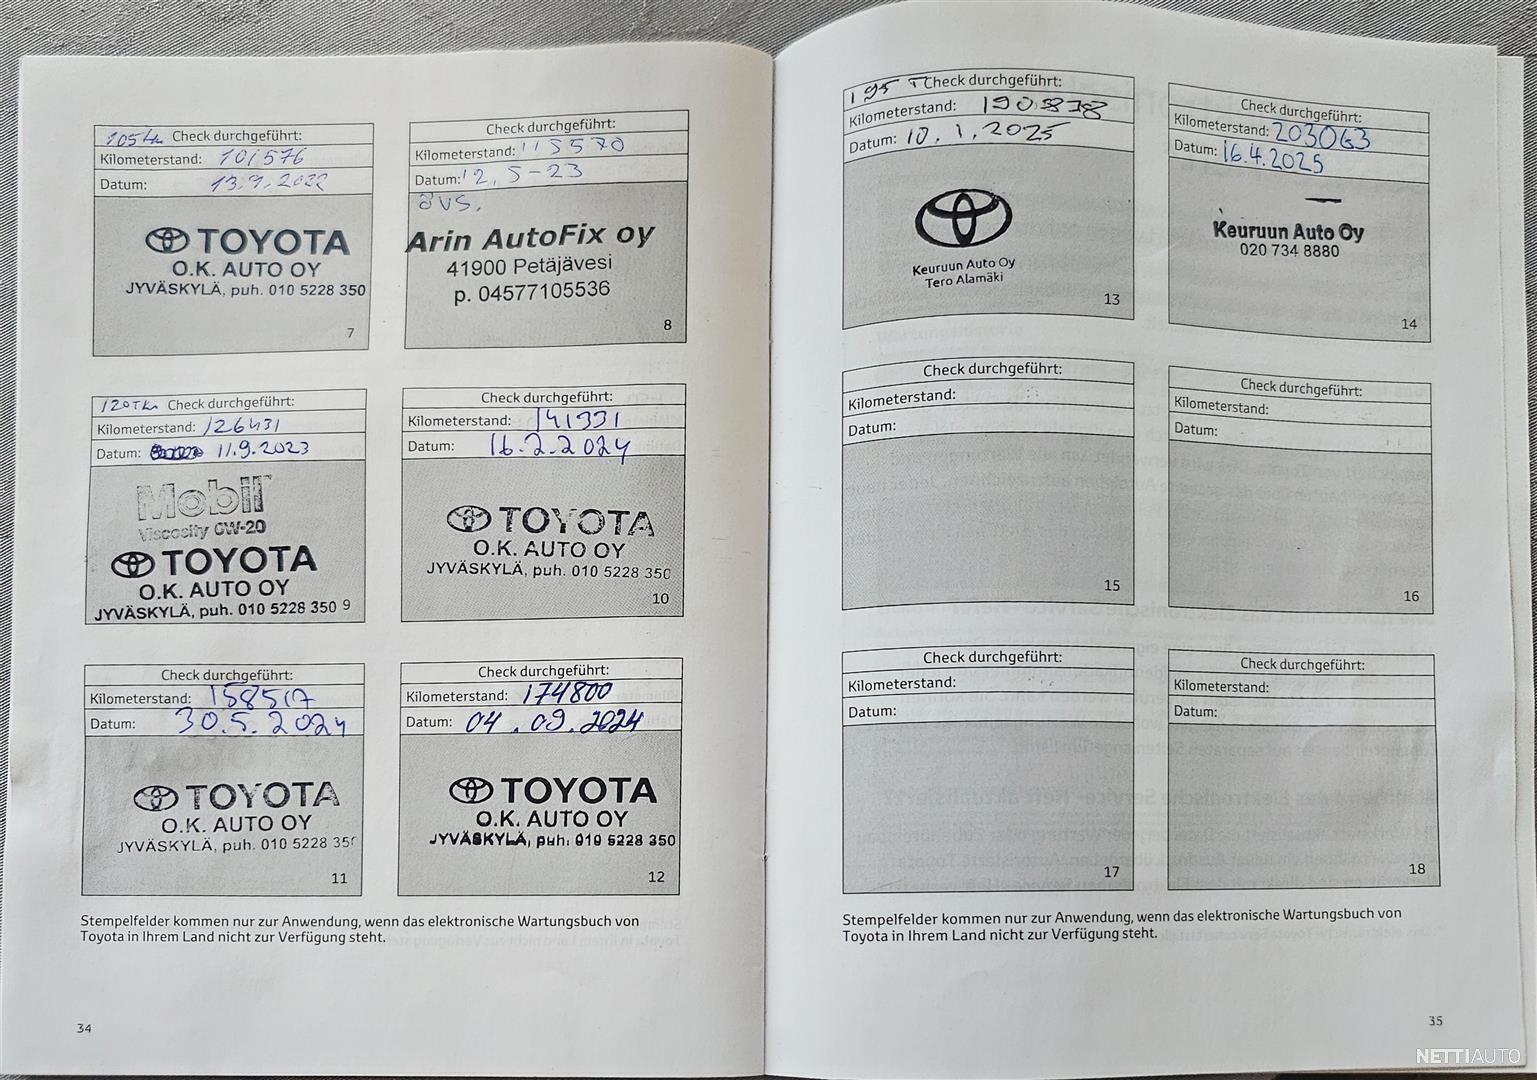 105tkm Check durchgeführt:
Kilometerstand: 101576
Datum: 13.9.2022
TOYOTA
O.K. AUTO OY
JYVÄSKYLÄ, puh. 010 5228 350
7
Check durchgeführt:
Kilometerstand: 115570
Datum: 12.5-23
ÖVS.
Arin AutoFix oy
41900 Petäjävesi
p. 04577105536
8
120Tkm Check durchgeführt:
Kilometerstand: 126431
Datum: 11.9.2023
Mobil
Viscosity 0W-20
TOYOTA
O.K. AUTO OY
JYVÄSKYLÄ, puh. 010 5228 350
9
Check durchgeführt:
Kilometerstand: 141331
Datum: 16.2.2024
TOYOTA
O.K. AUTO OY
JYVÄSKYLÄ, puh. 010 5228 350
10
Check durchgeführt:
Kilometerstand: 158517
Datum: 30.5.2024
TOYOTA
O.K. AUTO OY
JYVÄSKYLÄ, puh. 010 5228 35
11
Check durchgeführt:
Kilometerstand: 174800
Datum: 04.09.2024
TOYOTA
O.K. AUTO OY
JYVÄSKYLÄ, puh. 010 5228 350
12
Stempelfelder kommen nur zur Anwendung, wenn das elektronische Wartungsbuch von
Toyota in Ihrem Land nicht zur Verfügung steht.
34
195 T Check durchgeführt:
Kilometerstand: 190838
Datum: 10.1.2025
Keuruun Auto Oy
Tero Alamäki
13
Check durchgeführt:
Kilometerstand: 203063
Datum: 16.4.2025
Keuruun Auto Oy
020 734 8880
14
Check durchgeführt:
Kilometerstand:
Datum:
15
Check durchgeführt:
Kilometerstand:
Datum:
16
Check durchgeführt:
Kilometerstand:
Datum:
17
Check durchgeführt:
Kilometerstand:
Datum:
18
Stempelfelder kommen nur zur Anwendung, wenn das elektronische Wartungsbuch von
Toyota in Ihrem Land nicht zur Verfügung steht.
35
NETTIAUTO